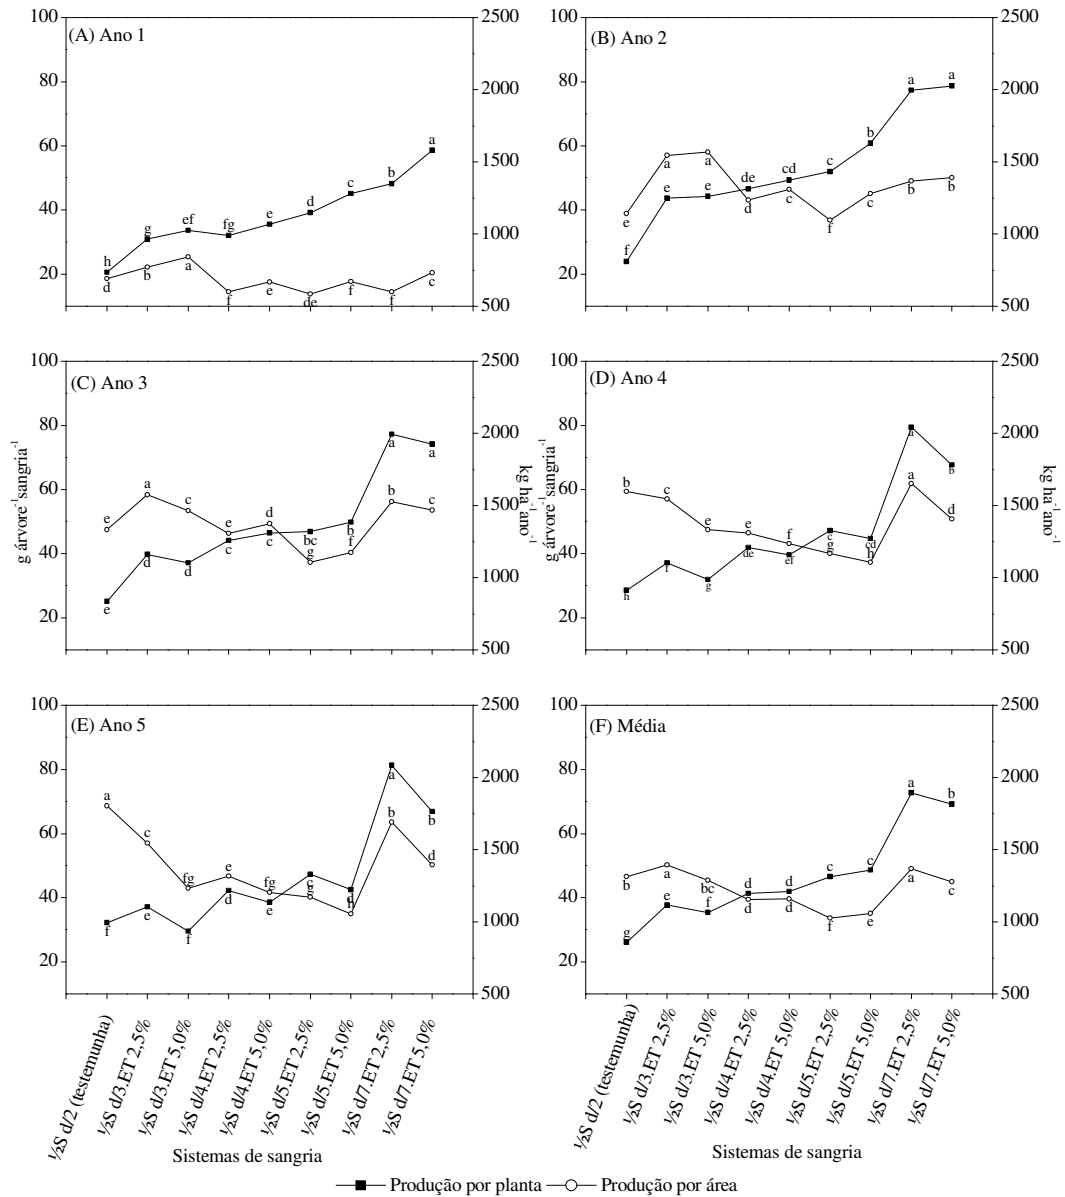 (A) Ano 1
100
80
60
40
20
2500
2000
1500
1000
500
h g ef fg e d c b a
d b a f e de f f c
(B) Ano 2
100
80
60
40
20
2500
2000
1500
1000
500
f e e de cd c b a a
e a a d c f c b b
(C) Ano 3
100
80
60
40
20
2500
2000
1500
1000
500
g árvore⁻¹sangria⁻¹
kg ha⁻¹ano⁻¹
e a c e d g f b c
e d d c c bc b a a
(D) Ano 4
100
80
60
40
20
2500
2000
1500
1000
500
g árvore⁻¹sangria⁻¹
kg ha⁻¹ano⁻¹
b c e e f g h a d
h f g de ef c cd a b
(E) Ano 5
100
80
60
40
20
2500
2000
1500
1000
500
a c fg e fg g h b d
f e f d e c d a b
(F) Média
100
80
60
40
20
2500
2000
1500
1000
500
g e f d d c c a b
b a bc d d f e a c
½S d/2 (testemunha)
½S d/3.ET 2,5%
½S d/3.ET 5,0%
½S d/4.ET 2,5%
½S d/4.ET 5,0%
½S d/5.ET 2,5%
½S d/5.ET 5,0%
½S d/7.ET 2,5%
½S d/7.ET 5,0%
Sistemas de sangria
½S d/2 (testemunha)
½S d/3.ET 2,5%
½S d/3.ET 5,0%
½S d/4.ET 2,5%
½S d/4.ET 5,0%
½S d/5.ET 2,5%
½S d/5.ET 5,0%
½S d/7.ET 2,5%
½S d/7.ET 5,0%
Sistemas de sangria
Produção por planta
Produção por área